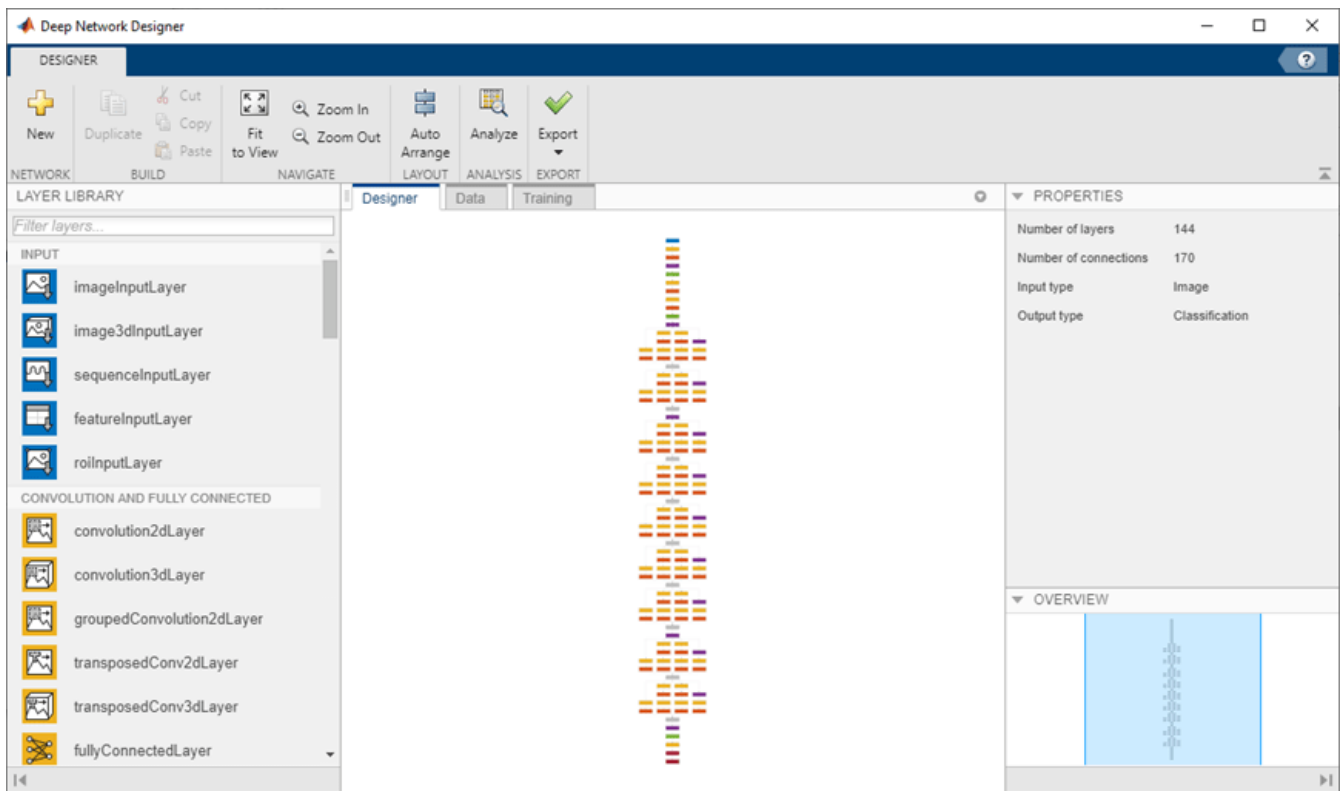 Deep Network Designer
DESIGNER
New
Duplicate
Cut
Copy
Paste
Fit
to View
Zoom In
Zoom Out
Auto
Arrange
Analyze
Export
NETWORK
BUILD
NAVIGATE
LAYOUT
ANALYSIS
EXPORT
LAYER LIBRARY
Filter layers...
INPUT
imageInputLayer
image3dInputLayer
sequenceInputLayer
featureInputLayer
roiInputLayer
CONVOLUTION AND FULLY CONNECTED
convolution2dLayer
convolution3dLayer
groupedConvolution2dLayer
transposedConv2dLayer
transposedConv3dLayer
fullyConnectedLayer
Designer
Data
Training
PROPERTIES
Number of layers 144
Number of connections 170
Input type Image
Output type Classification
OVERVIEW